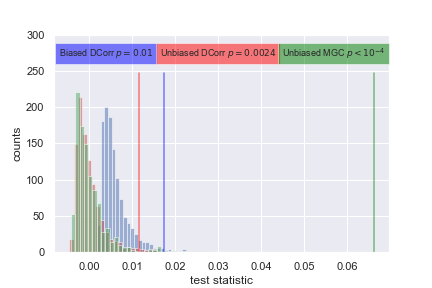 300
Biased DCorr p = 0.01 Unbiased DCorr p = 0.0024 Unbiased MGC p < 10⁻⁴
250
200
150
100
50
0
counts
0.00 0.01 0.02 0.03 0.04 0.05 0.06
test statistic